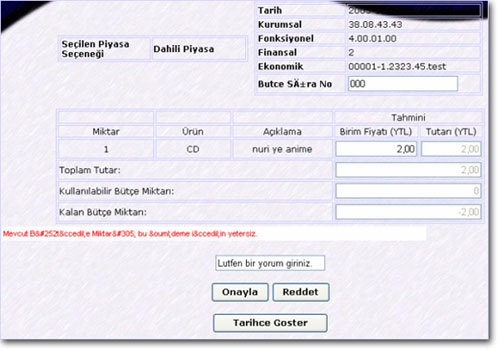 Tarih 200
Kurumsal 38.08.43.43
Fonksiyonel 4.00.01.00
Seçilen Piyasa Seçeneği Dahili Piyasa
Finansal 2
Ekonomik 00001-1.2323.45.test
Butce SÄ±ra No 000
Tahmini
Miktar Ürün Açıklama Birim Fiyatı (YTL) Tutarı (YTL)
1 CD nuri ye anime 2,00 2,00
Toplam Tutar: 2,00
Kullanılabilir Bütçe Miktarı: 0
Kalan Bütçe Miktarı: -2,00
Mevcut B&#252t&ccedil;e Miktar&#305; bu &ouml;deme i&ccedil;in yetersiz.
Lutfen bir yorum giriniz.
Onayla Reddet
Tarihce Goster